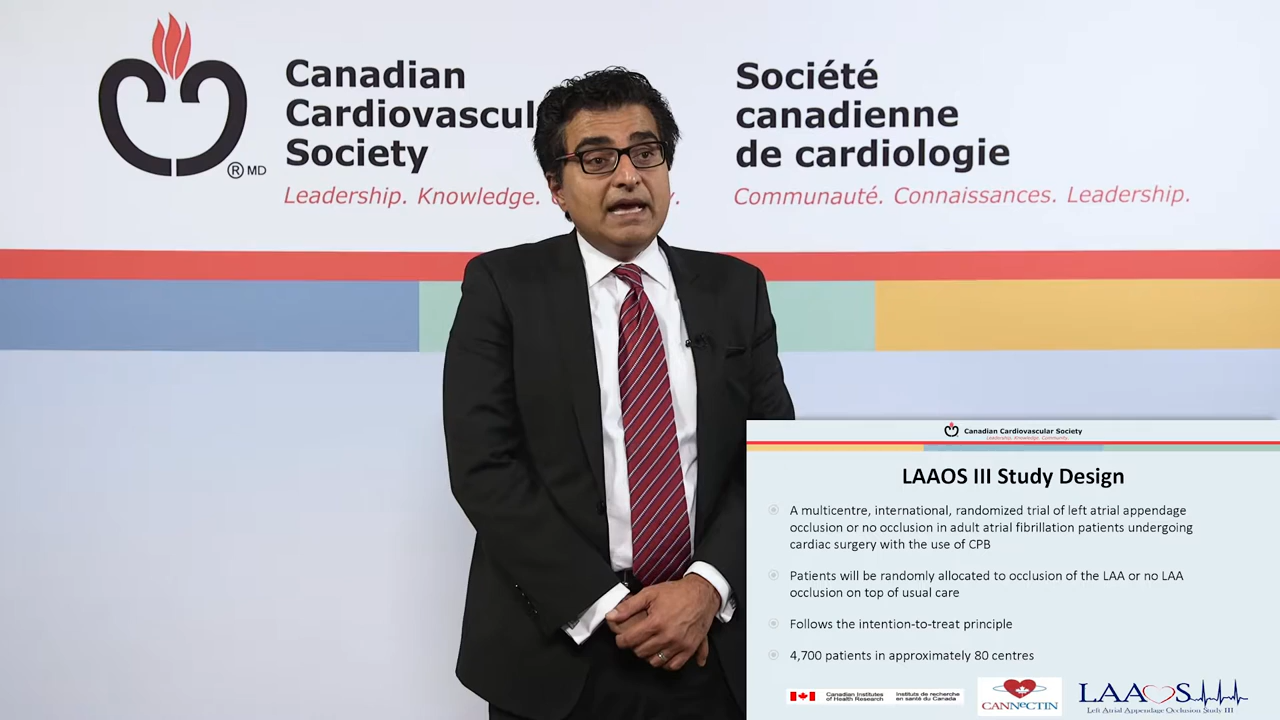 Canadian
Cardiovascul
Society
® MD
Leadership. Knowledge.
y.
Société
canadienne
de cardiologie
Communauté. Connaissances. Leadership.
Canadian Cardiovascular Society
Leadership. Knowledge. Community.
LAAOS III Study Design
A multicentre, international, randomized trial of left atrial appendage
occlusion or no occlusion in adult atrial fibrillation patients undergoing
cardiac surgery with the use of CPB
Patients will be randomly allocated to occlusion of the LAA or no LAA
occlusion on top of usual care
Follows the intention-to-treat principle
4,700 patients in approximately 80 centres
Canadian Institutes
of Health Research
Instituts de recherche
en santé du Canada
CANNeCTIN
LAAOS
Left Atrial Appendage Occlusion Study III